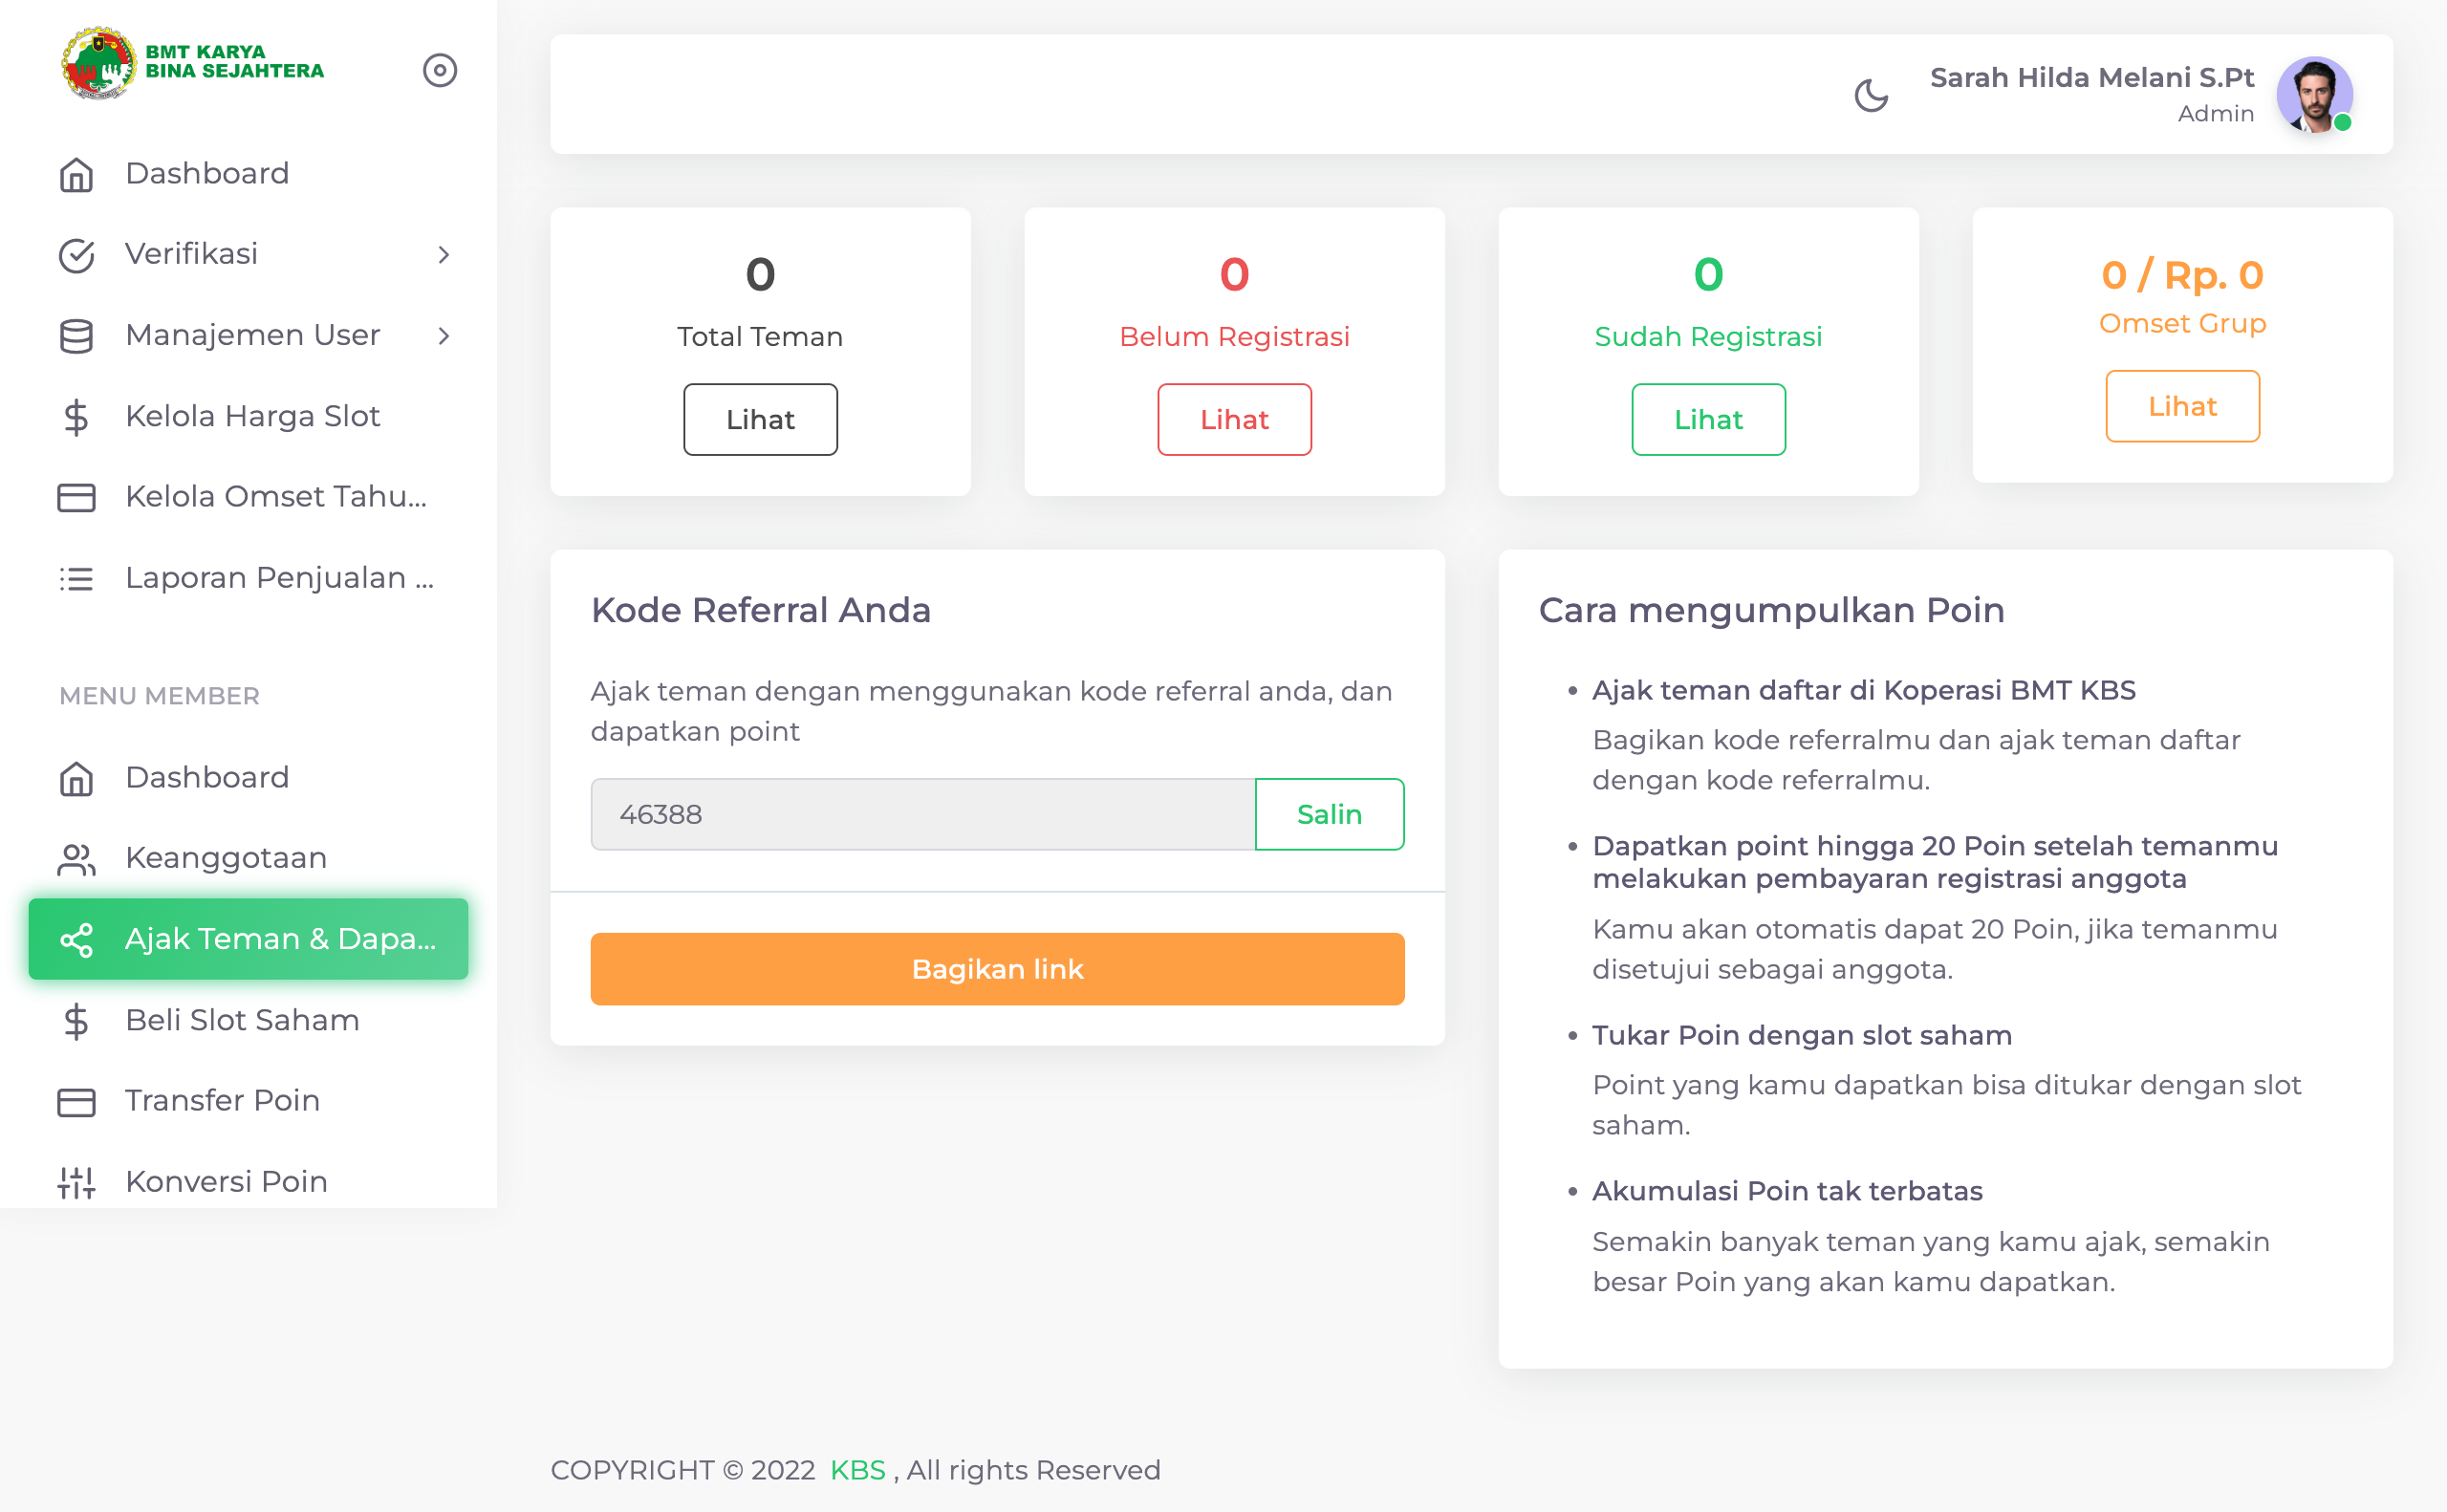 BMT KARYA
BINA SEJAHTERA
Dashboard
Verifikasi
Manajemen User
Kelola Harga Slot
Kelola Omset Tahu...
Laporan Penjualan ...
MENU MEMBER
Dashboard
Keanggotaan
Ajak Teman & Dapa...
Beli Slot Saham
Transfer Poin
Konversi Poin
Sarah Hilda Melani S.Pt
Admin
0
Total Teman
Lihat
0
Belum Registrasi
Lihat
0
Sudah Registrasi
Lihat
0 / Rp. 0
Omset Grup
Lihat
Kode Referral Anda
Ajak teman dengan menggunakan kode referral anda, dan
dapatkan point
46388
Salin
Bagikan link
Cara mengumpulkan Poin
• Ajak teman daftar di Koperasi BMT KBS
Bagikan kode referralmu dan ajak teman daftar
dengan kode referralmu.
• Dapatkan point hingga 20 Poin setelah temanmu
melakukan pembayaran registrasi anggota
Kamu akan otomatis dapat 20 Poin, jika temanmu
disetujui sebagai anggota.
• Tukar Poin dengan slot saham
Point yang kamu dapatkan bisa ditukar dengan slot
saham.
• Akumulasi Poin tak terbatas
Semakin banyak teman yang kamu ajak, semakin
besar Poin yang akan kamu dapatkan.
COPYRIGHT © 2022 KBS , All rights Reserved